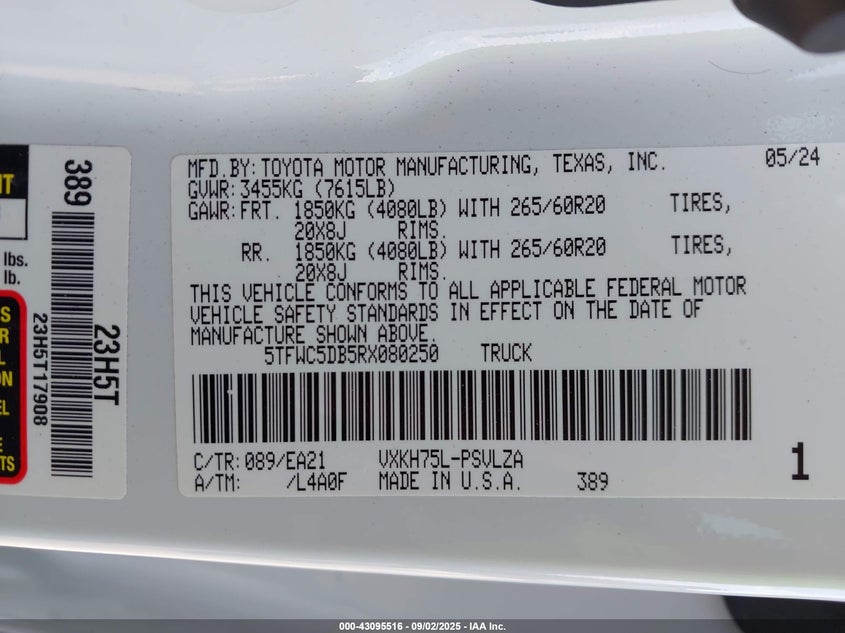 MFD.BY:TOYOTA MOTOR MANUFACTURING, TEXAS, INC. 05/24
GVWR:3455KG (7615LB)
GAWR:FRT. 1850KG (4080LB) WITH 265/60R20 TIRES,
20X8J RIMS.
RR. 1850KG (4080LB) WITH 265/60R20 TIRES,
20X8J RIMS.
THIS VEHICLE CONFORMS TO ALL APPLICABLE FEDERAL MOTOR
VEHICLE SAFETY STANDARDS IN EFFECT ON THE DATE OF
MANUFACTURE SHOWN ABOVE.
5TFWC5DB5RX080250 TRUCK
C/TR:089/EA21 VXKH75L-PSVLZA
A/TM: /L4A0F MADE IN U.S.A. 389
1
389
23H5T
23H5T17908
lbs.
lb.
000-43095516 - 09/02/2025 - IAA Inc.